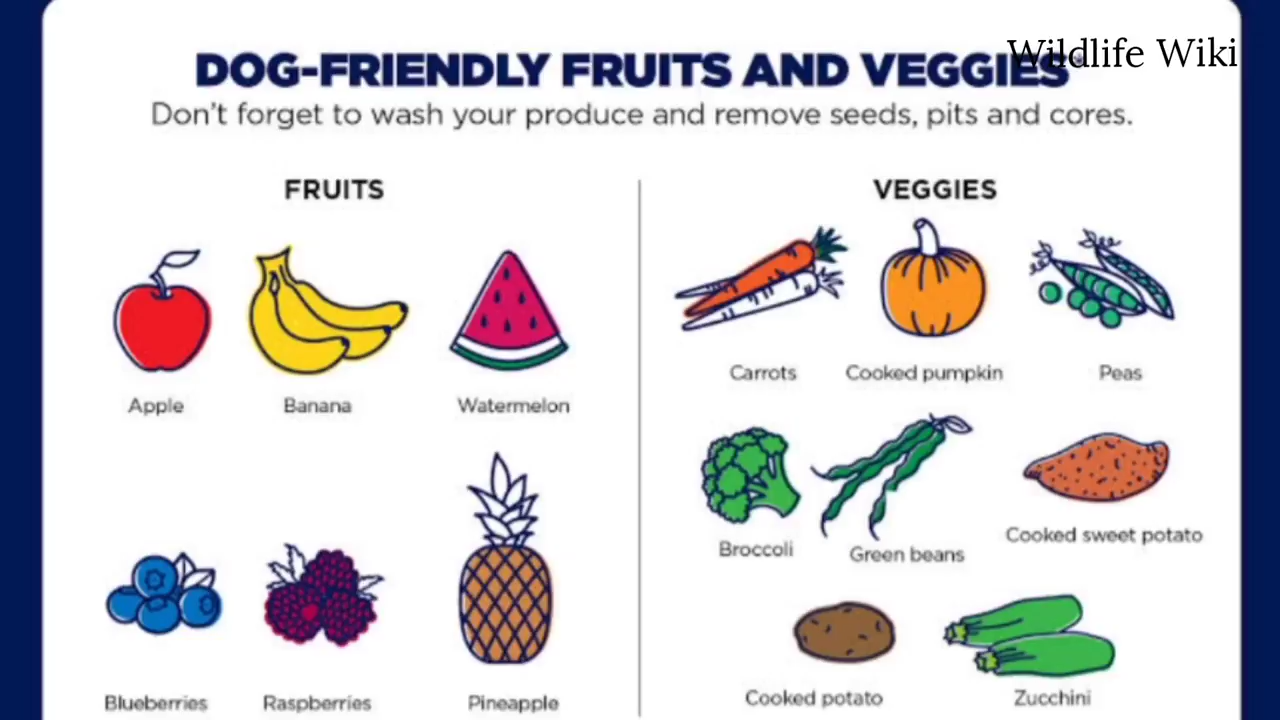 Wildlife Wiki
DOG-FRIENDLY FRUITS AND VEGGIES
Don't forget to wash your produce and remove seeds, pits and cores.
FRUITS
Apple
Banana
Watermelon
Blueberries
Raspberries
Pineapple
VEGGIES
Carrots
Cooked pumpkin
Peas
Broccoli
Green beans
Cooked sweet potato
Cooked potato
Zucchini